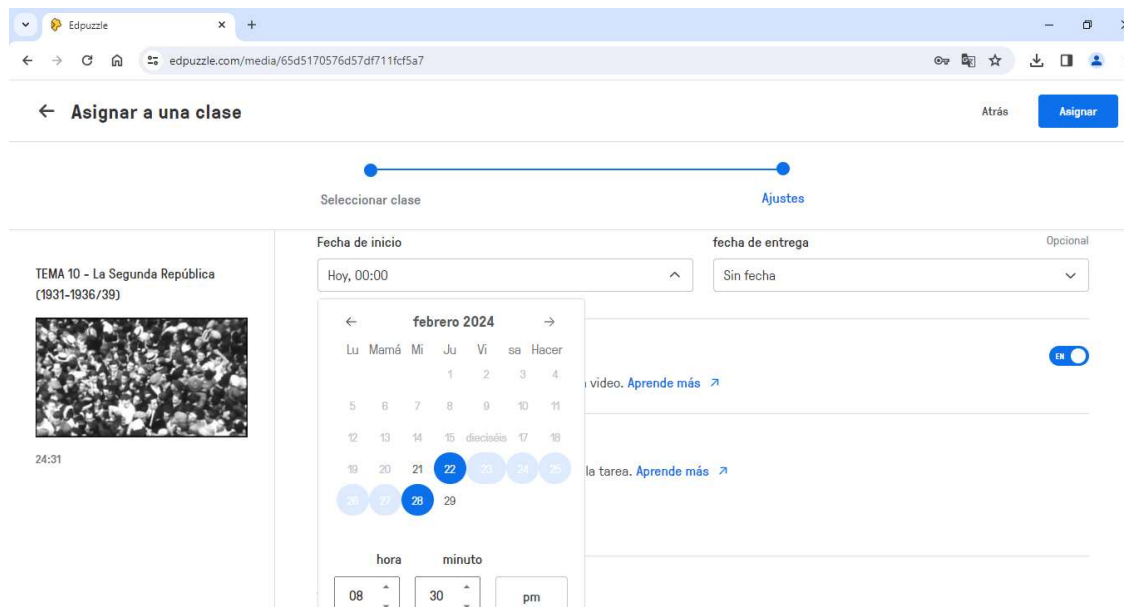 Edpuzzle
edpuzzle.com/media/65d5170576d57df711fcf5a7
Asignar a una clase
Atrás
Asignar
Seleccionar clase
Ajustes
TEMA 10 - La Segunda República
(1931-1936/39)
24:31
Fecha de inicio
Hoy, 00:00
fecha de entrega
Opcional
Sin fecha
febrero 2024
Lu Mamá Mi Ju Vi sa Hacer
1 2 3 4
5 6 7 8 9 10 11
12 13 14 15 dieciséis 17 18
19 20 21 22 23 24 25
26 27 28 29
hora minuto
08 30 pm
video. Aprende más
EN
la tarea. Aprende más